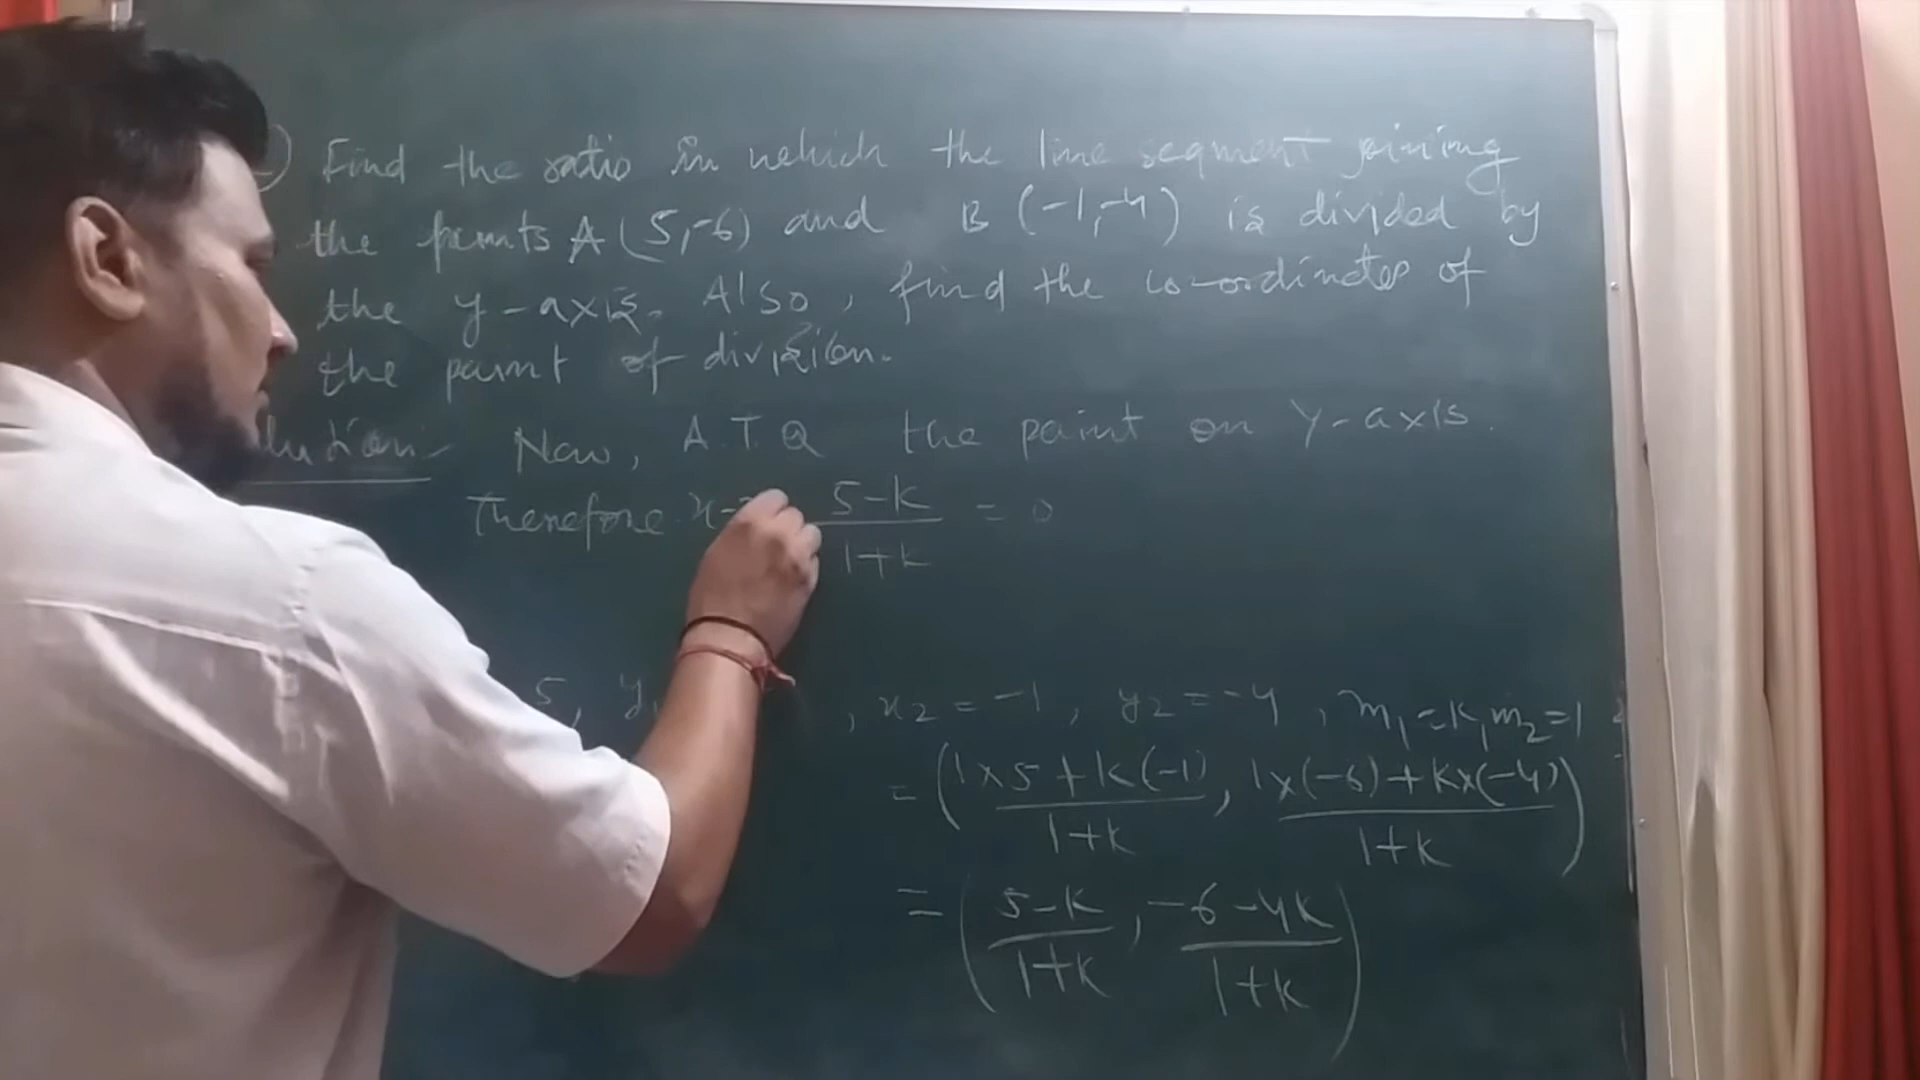 Find the ratio in which the line segment joining
the points A (5,-6) and B (-1,-4) is divided by
the y-axis. Also, find the co-ordinates of
the point of division.
Now, A.T.Q the point on Y-axis.
Therefore 5-k/1+k = 0
5, y , x2 = -1, y2 = -4, m1 = k, m2 = 1
= (1×5+k(-1)/1+k, 1×(-6)+k×(-4)/1+k)
= (5-k/1+k, -6-4k/1+k)